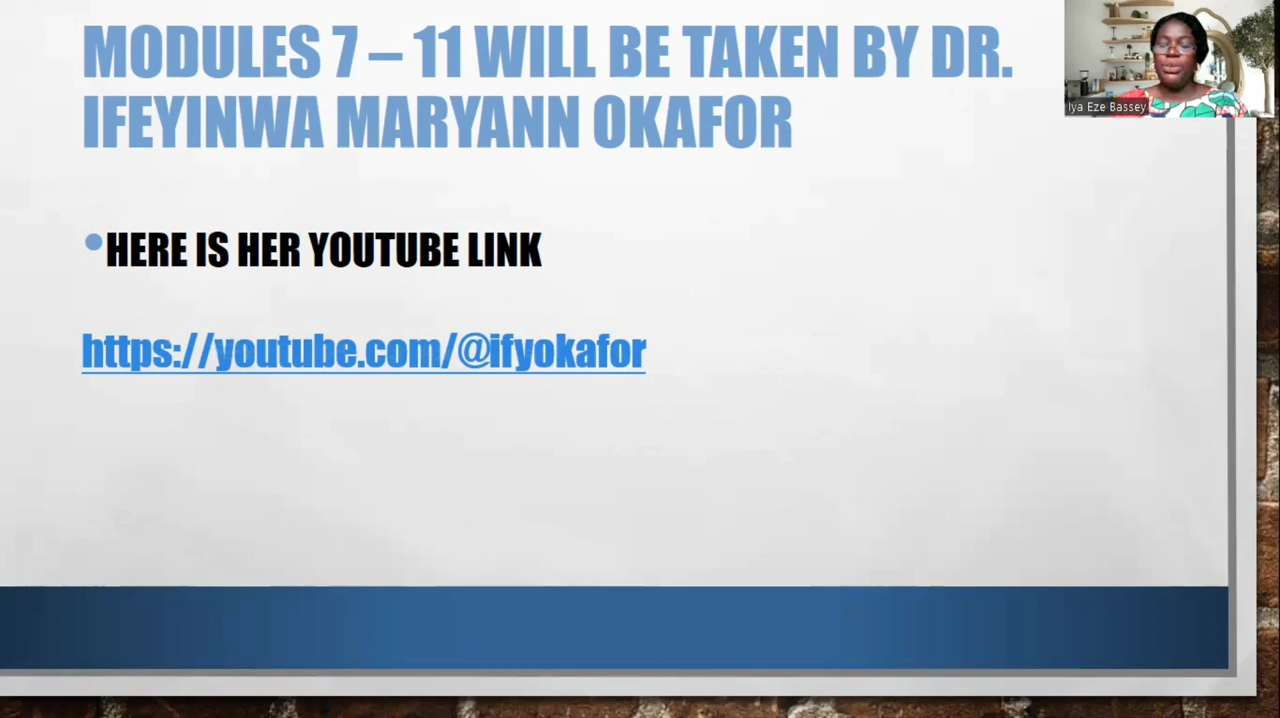 MODULES 7 – 11 WILL BE TAKEN BY DR.
IFEYINWA MARYANN OKAFOR
Iya Eze Bassey
•HERE IS HER YOUTUBE LINK
https://youtube.com/@ifyokafor